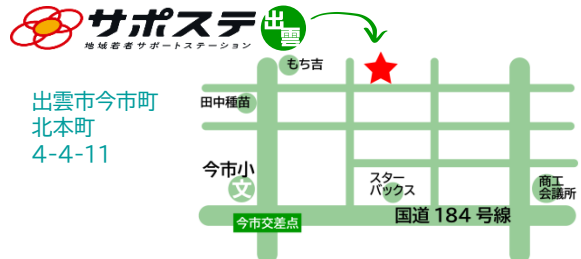 サポステ
地域若者サポートステーション
出雲
もち吉
出雲市今市町
北本町
4-4-11
田中種苗
今市小
文
スター
バックス
商工
会議所
国道184号線
今市交差点